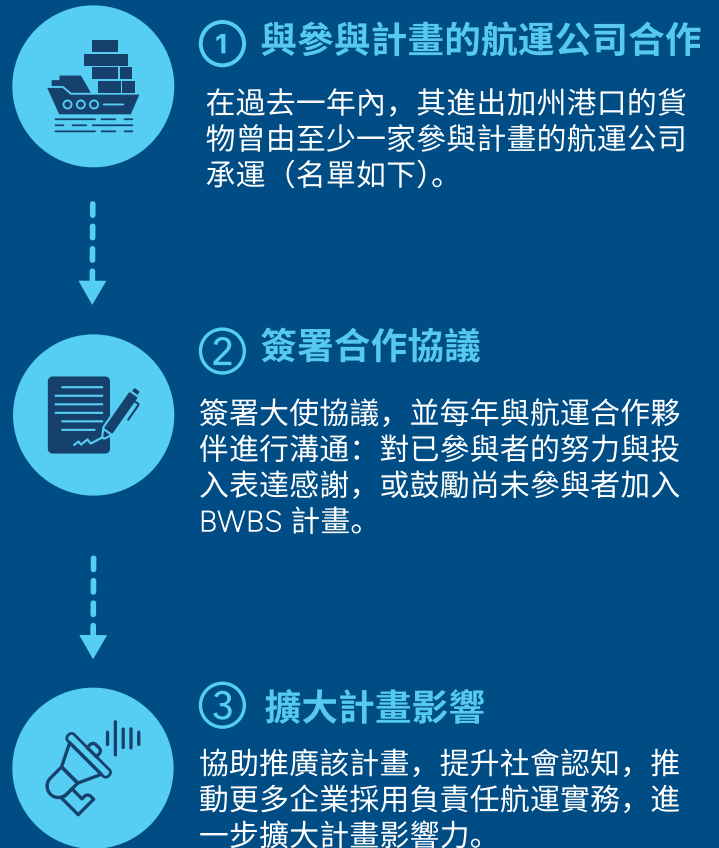 ① 與參與計畫的航運公司合作
在過去一年內，其進出加州港口的貨
物曾由至少一家參與計畫的航運公司
承運（名單如下）。
② 簽署合作協議
簽署大使協議，並每年與航運合作夥
伴進行溝通：對已參與者的努力與投
入表達感謝，或鼓勵尚未參與者加入
BWBS 計畫。
③ 擴大計畫影響
協助推廣該計畫，提升社會認知，推
動更多企業採用負責任航運實務，進
一步擴大計畫影響力。